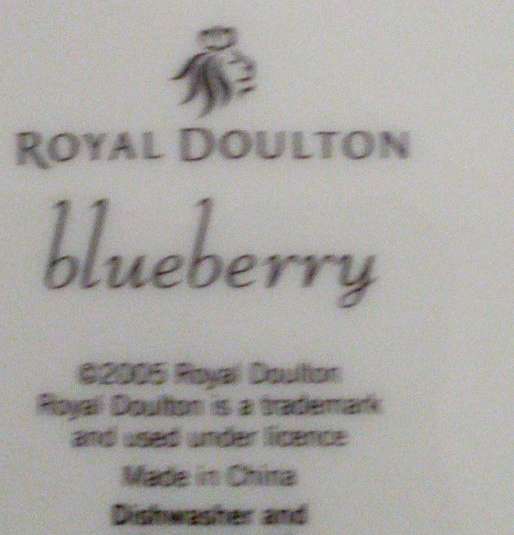 ROYAL DOULTON
blueberry
©2005 Royal Doulton
Royal Doulton is a trademark
and used under licence
Made in China
Dishwasher and